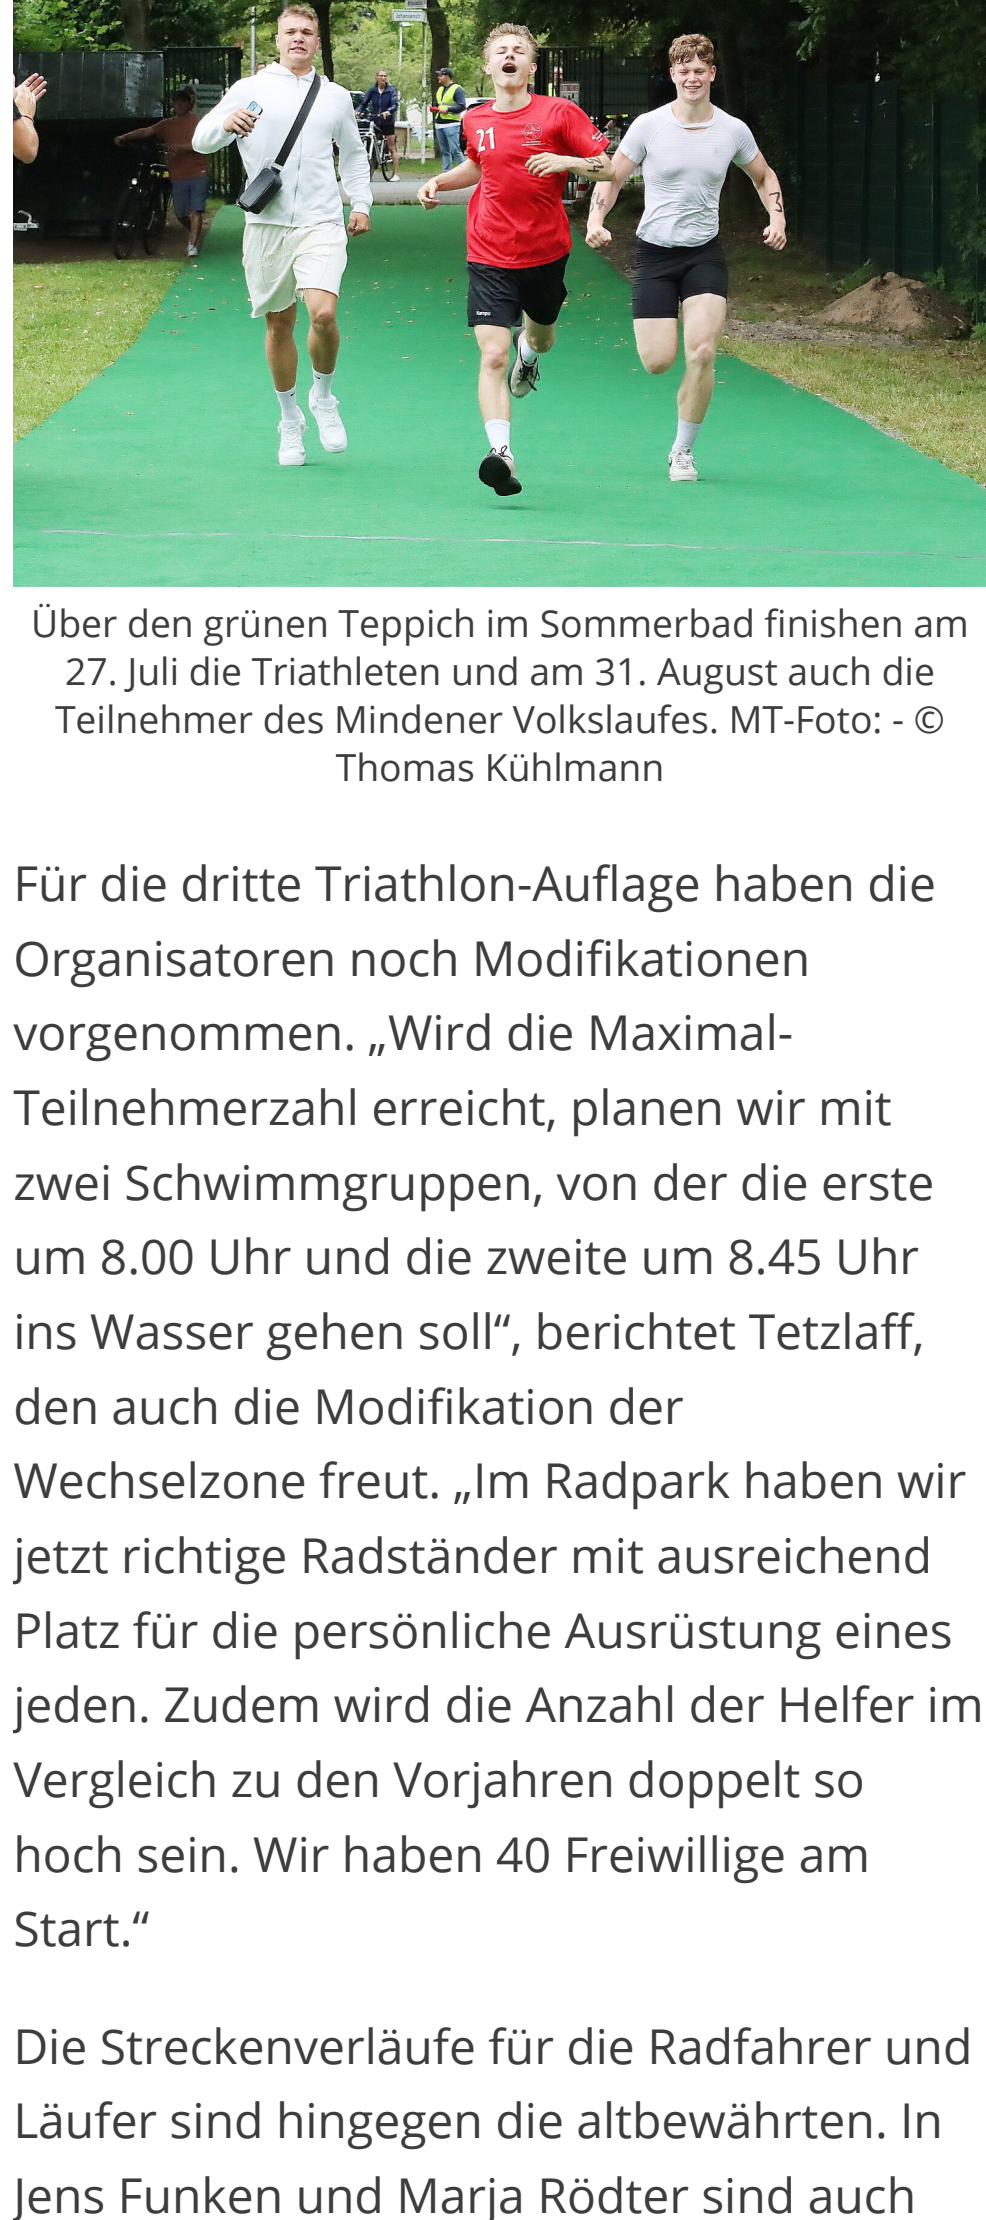 Johannesstr.
21
Kempa
3
Über den grünen Teppich im Sommerbad finishen am
27. Juli die Triathleten und am 31. August auch die
Teilnehmer des Mindener Volkslaufes. MT-Foto: - ©
Thomas Kühlmann
Für die dritte Triathlon-Auflage haben die
Organisatoren noch Modifikationen
vorgenommen. „Wird die Maximal-
Teilnehmerzahl erreicht, planen wir mit
zwei Schwimmgruppen, von der die erste
um 8.00 Uhr und die zweite um 8.45 Uhr
ins Wasser gehen soll“, berichtet Tetzlaff,
den auch die Modifikation der
Wechselzone freut. „Im Radpark haben wir
jetzt richtige Radständer mit ausreichend
Platz für die persönliche Ausrüstung eines
jeden. Zudem wird die Anzahl der Helfer im
Vergleich zu den Vorjahren doppelt so
hoch sein. Wir haben 40 Freiwillige am
Start.“
Die Streckenverläufe für die Radfahrer und
Läufer sind hingegen die altbewährten. In
Jens Funken und Marja Rödter sind auch